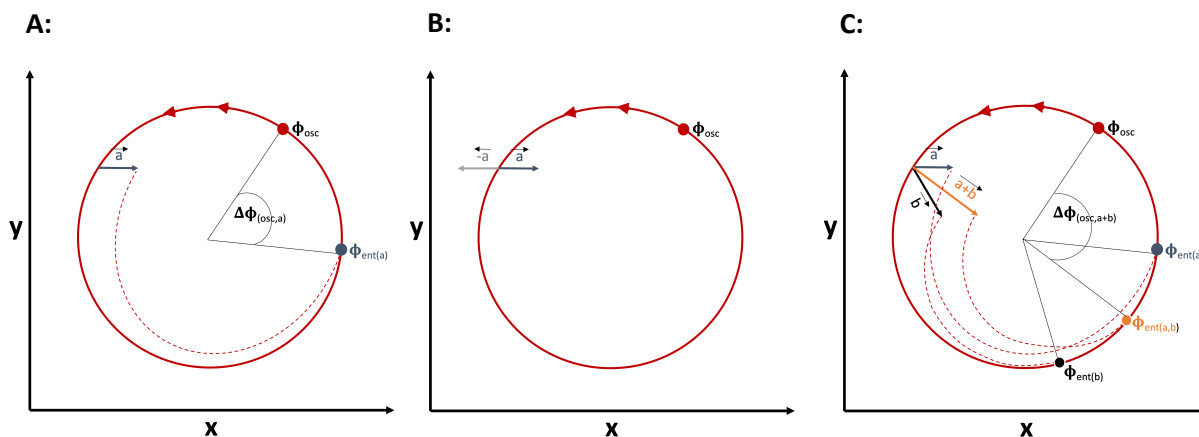 A:
B:
C:
ϕosc
a
Δϕ(osc,a)
ϕent(a)
y
x
ϕosc
-a
a
y
x
ϕosc
a
a+b
b
Δϕ(osc,a+b)
ϕent(a)
ϕent(a,b)
ϕent(b)
y
x